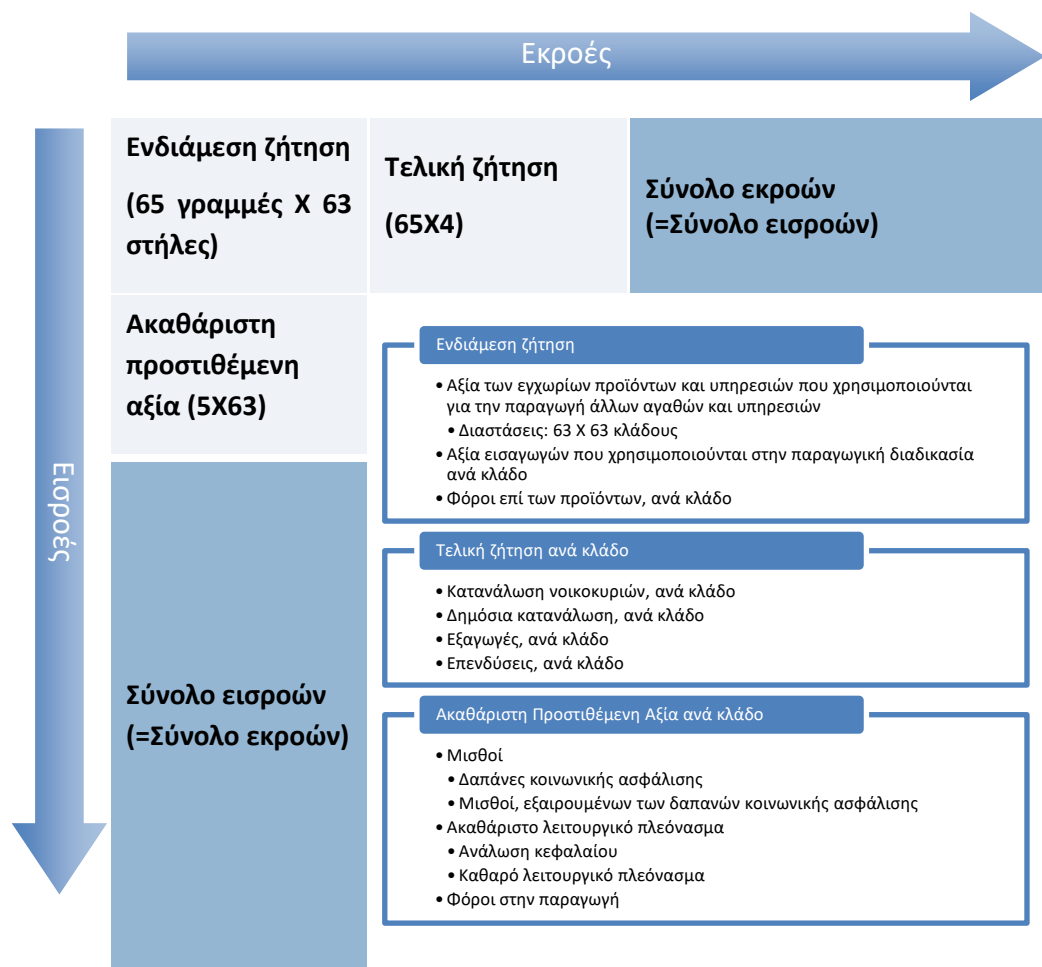 Εκροές
Εισροές
Ενδιάμεση ζήτηση
(65 γραμμές Χ 63
στήλες)
Τελική ζήτηση
(65Χ4)
Σύνολο εκροών
(=Σύνολο εισροών)
Ακαθάριστη
προστιθέμενη
αξία (5Χ63)
Σύνολο εισροών
(=Σύνολο εκροών)
Ενδιάμεση ζήτηση
• Αξία των εγχωρίων προϊόντων και υπηρεσιών που χρησιμοποιούνται
για την παραγωγή άλλων αγαθών και υπηρεσιών
• Διαστάσεις: 63 Χ 63 κλάδους
• Αξία εισαγωγών που χρησιμοποιούνται στην παραγωγική διαδικασία
ανά κλάδο
• Φόροι επί των προϊόντων, ανά κλάδο
Τελική ζήτηση ανά κλάδο
• Κατανάλωση νοικοκυριών, ανά κλάδο
• Δημόσια κατανάλωση, ανά κλάδο
• Εξαγωγές, ανά κλάδο
• Επενδύσεις, ανά κλάδο
Ακαθάριστη Προστιθέμενη Αξία ανά κλάδο
• Μισθοί
• Δαπάνες κοινωνικής ασφάλισης
• Μισθοί, εξαιρουμένων των δαπανών κοινωνικής ασφάλισης
• Ακαθάριστο λειτουργικό πλεόνασμα
• Ανάλωση κεφαλαίου
• Καθαρό λειτουργικό πλεόνασμα
• Φόροι στην παραγωγή